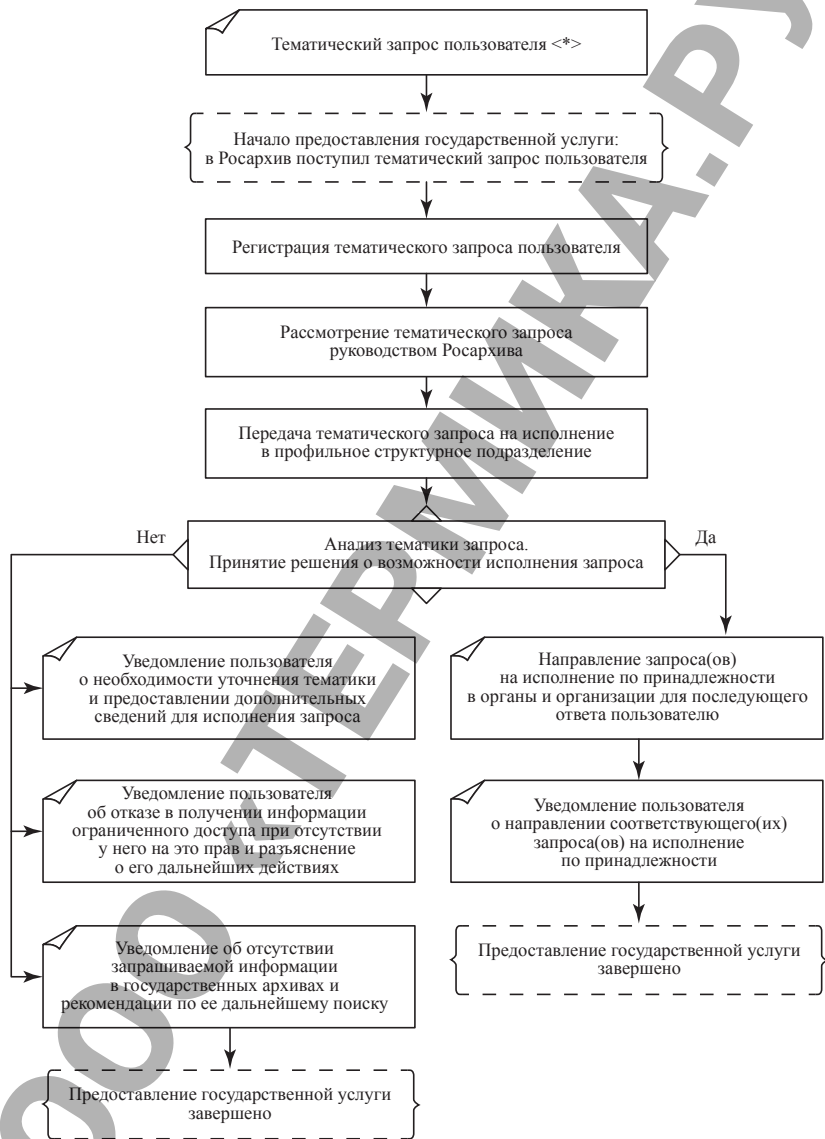 Тематический запрос пользователя <*>
Начало предоставления государственной услуги:
в Росархив поступил тематический запрос пользователя
Регистрация тематического запроса пользователя
Рассмотрение тематического запроса
руководством Росархива
Передача тематического запроса на исполнение
в профильное структурное подразделение
Нет
Анализ тематики запроса.
Принятие решения о возможности исполнения запроса
Да
Уведомление пользователя
о необходимости уточнения тематики
и предоставлении дополнительных
сведений для исполнения запроса
Направление запроса(ов)
на исполнение по принадлежности
в органы и организации для последующего
ответа пользователю
Уведомление пользователя
об отказе в получении информации
ограниченного доступа при отсутствии
у него на это прав и разъяснение
о его дальнейших действиях
Уведомление пользователя
о направлении соответствующего(их)
запроса(ов) на исполнение
по принадлежности
Уведомление об отсутствии
запрашиваемой информации
в государственных архивах и
рекомендации по ее дальнейшему поиску
Предоставление государственной услуги
завершено
Предоставление государственной услуги
завершено
ООО «ТЕРМИКА.РУ